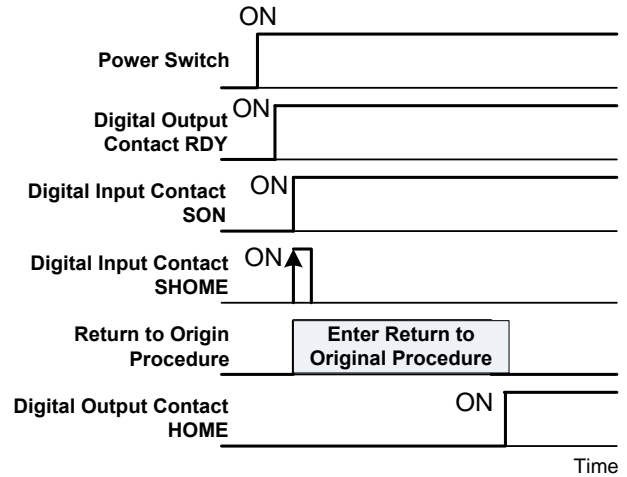 ON
Power Switch
ON
Digital Output
Contact RDY
ON
Digital Input Contact
SON
ON
Digital Input Contact
SHOME
Return to Origin
Procedure
Enter Return to
Original Procedure
Digital Output Contact
HOME
ON
Time